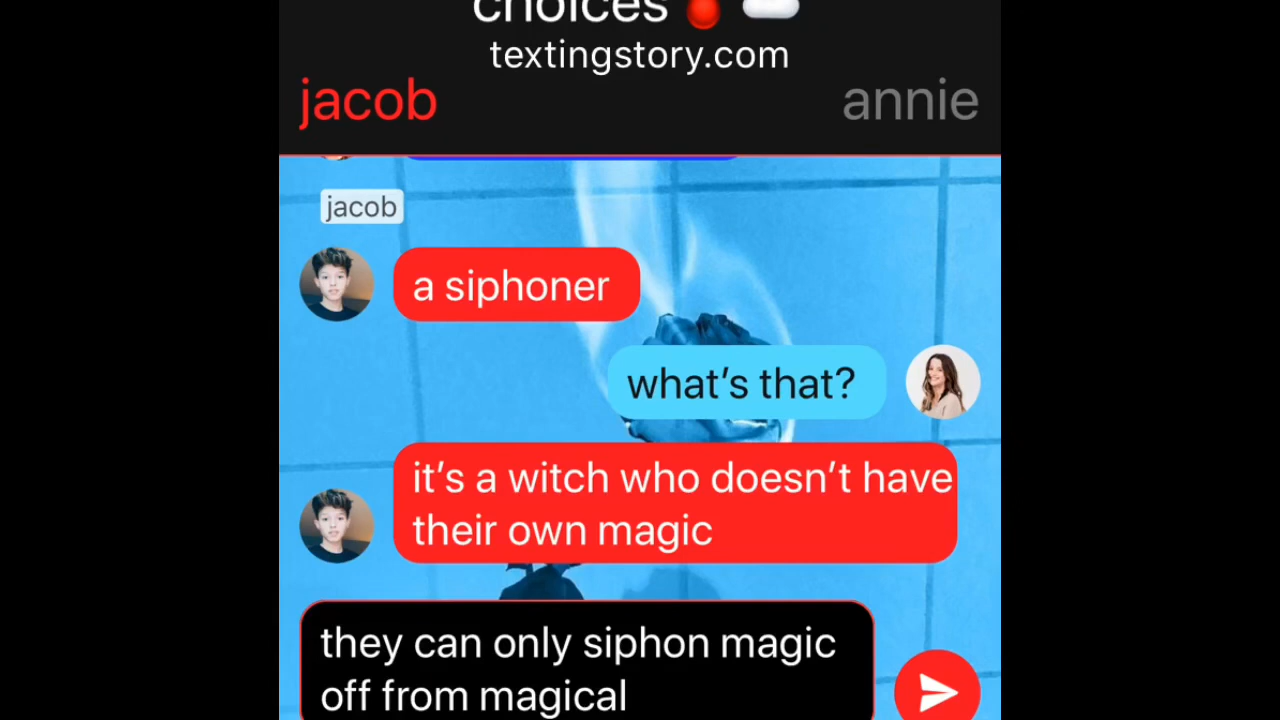 choices
textingstory.com
jacob
annie
jacob
a siphoner
what’s that?
it’s a witch who doesn’t have
their own magic
they can only siphon magic
off from magical